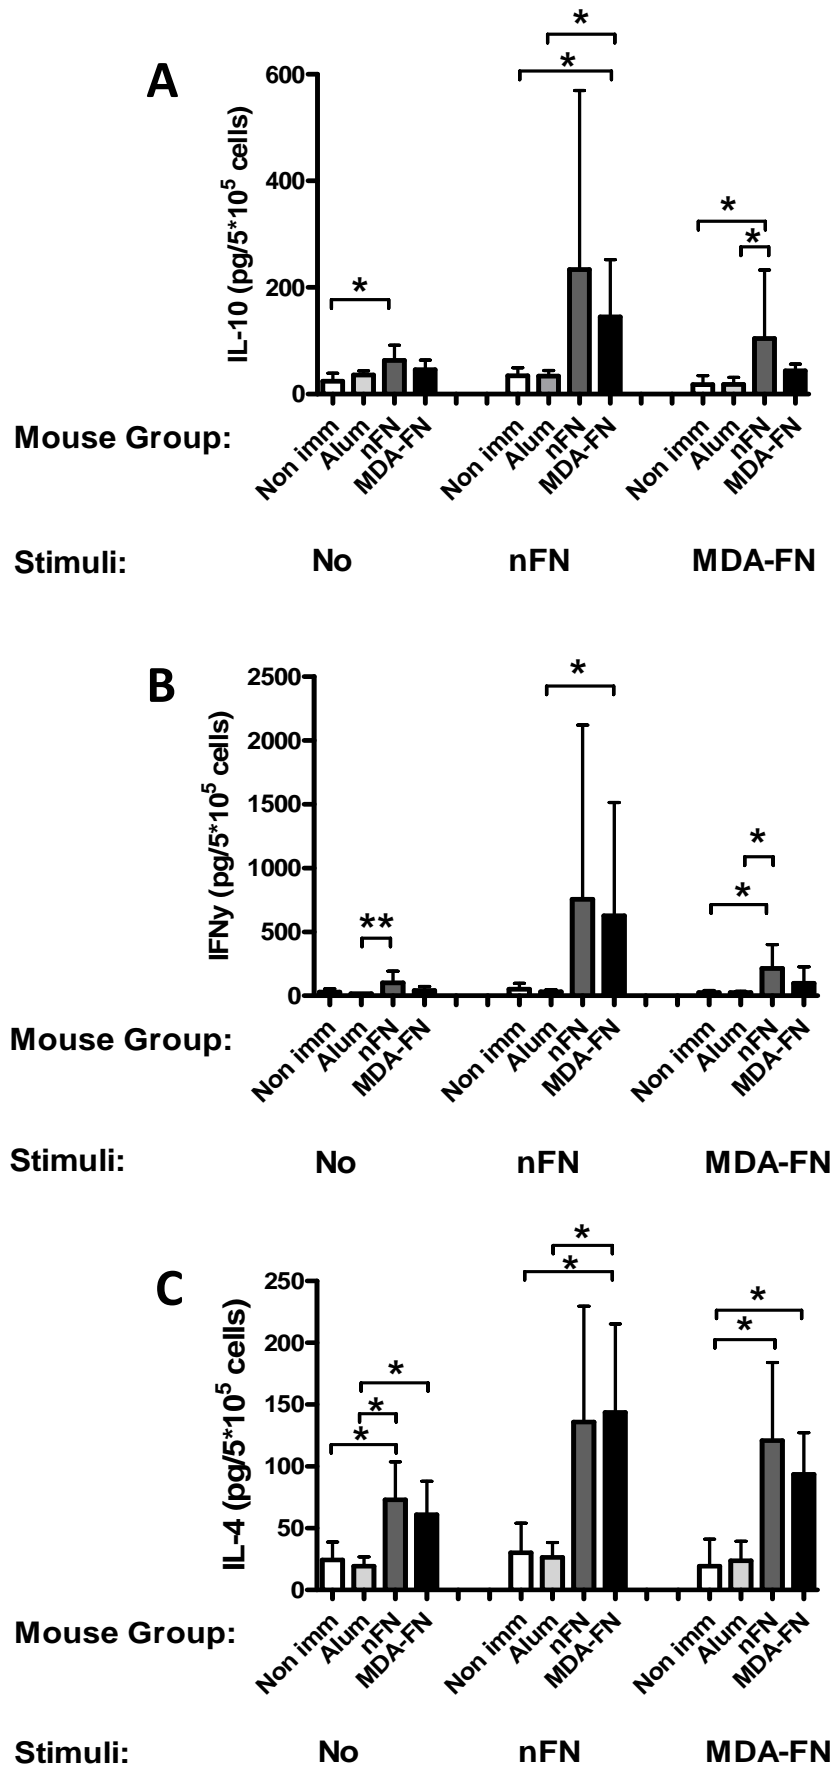 *
*
A
600
400
200
0
IL-10 (pg/5*10⁵ cells)
*
*
*
Mouse Group:
Non imm Alum nFN MDA-FN Non imm Alum nFN MDA-FN Non imm Alum nFN MDA-FN
Stimuli: No nFN MDA-FN
B
2500
2000
1500
1000
500
0
IFNy (pg/5*10⁵ cells)
*
*
*
**
Mouse Group:
Non imm Alum nFN MDA-FN Non imm Alum nFN MDA-FN Non imm Alum nFN MDA-FN
Stimuli: No nFN MDA-FN
C
250
200
150
100
50
0
IL-4 (pg/5*10⁵ cells)
*
*
*
*
*
*
*
Mouse Group:
Non imm Alum nFN MDA-FN Non imm Alum nFN MDA-FN Non imm Alum nFN MDA-FN
Stimuli: No nFN MDA-FN